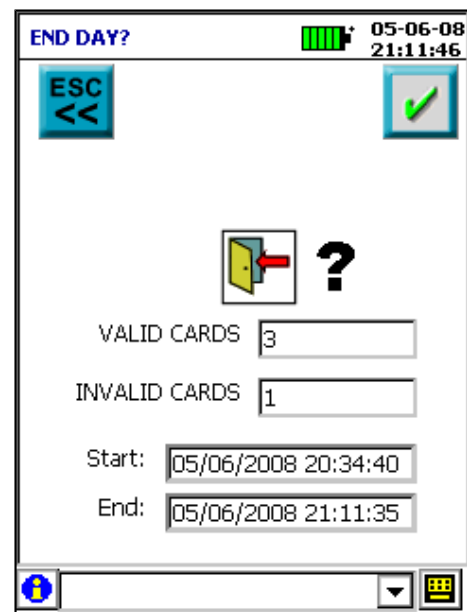 END DAY?
05-06-08
21:11:46
ESC
<<
?
VALID CARDS 3
INVALID CARDS 1
Start: 05/06/2008 20:34:40
End: 05/06/2008 21:11:35